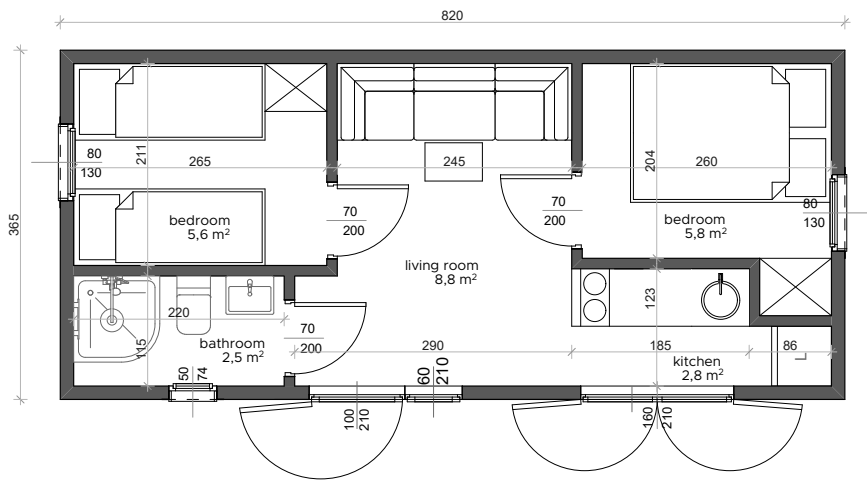 820
365
80
130
211
265
245
204
260
80
130
bedroom
5,6 m²
70
200
70
200
bedroom
5,8 m²
living room
8,8 m²
123
220
115
bathroom
2,5 m²
70
200
290
185
86
kitchen
2,8 m²
L
50
74
60
210
100
210
160
210